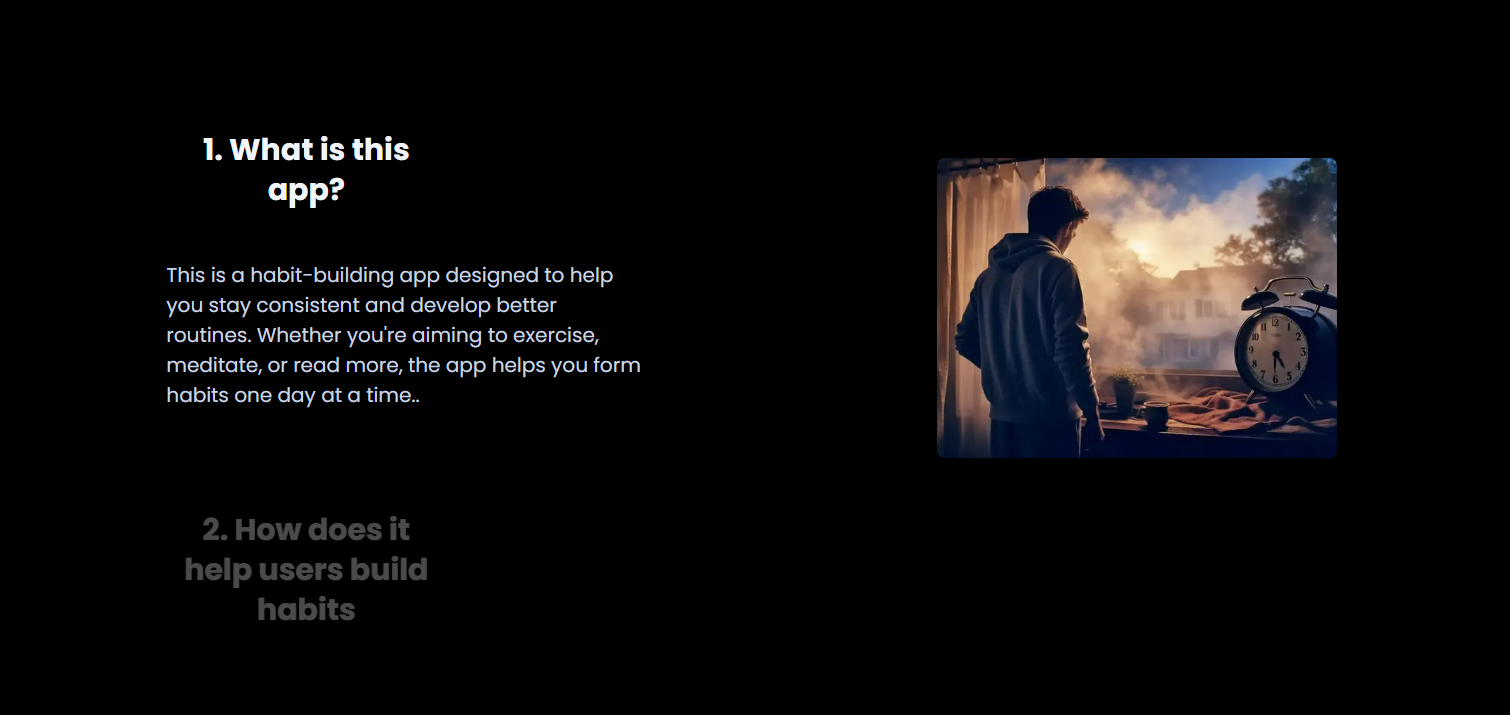 1. What is this
app?
This is a habit-building app designed to help
you stay consistent and develop better
routines. Whether you're aiming to exercise,
meditate, or read more, the app helps you form
habits one day at a time..
2. How does it
help users build
habits